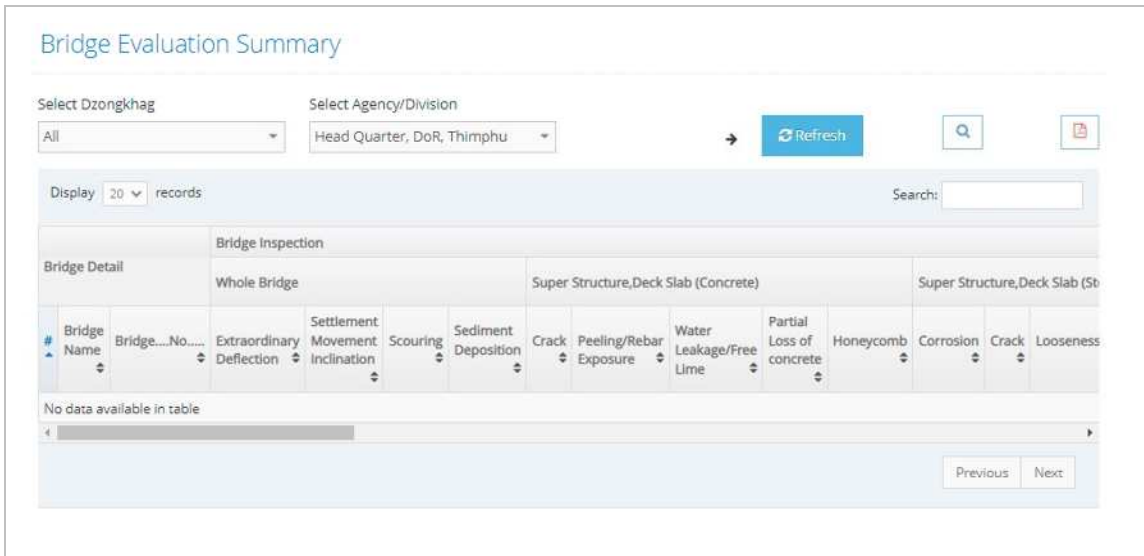 Bridge Evaluation Summary
Select Dzongkhag
Select Agency/Division
All
Head Quarter, DoR, Thimphu
Refresh
Display 20 records
Search:
Bridge Detail
Bridge Inspection
Whole Bridge
Super Structure,Deck Slab (Concrete)
Super Structure,Deck Slab (St
#
Bridge
Name
Bridge....No.....
Extraordinary
Deflection
Settlement
Movement
Inclination
Scouring
Sediment
Deposition
Crack
Peeling/Rebar
Exposure
Water
Leakage/Free
Lime
Partial
Loss of
concrete
Honeycomb
Corrosion
Crack
Looseness
No data available in table
Previous
Next